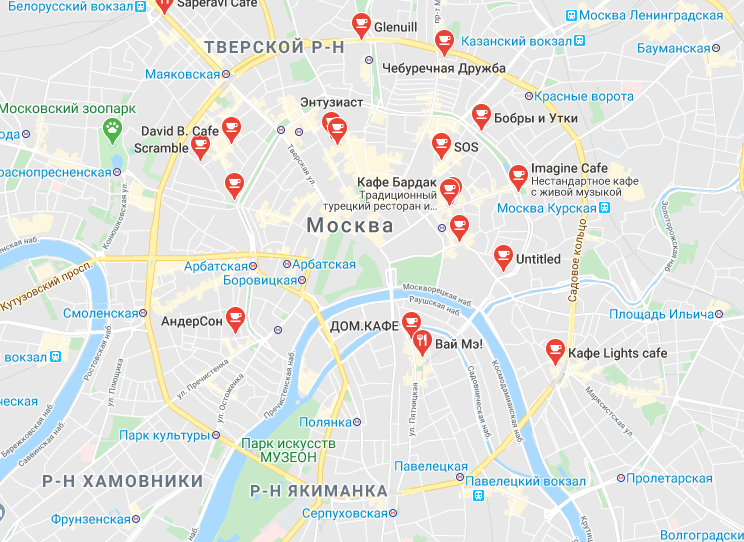 Saperavi Cafe
Белорусский вокзал
Glenuill
Москва Ленинградская
ТВЕРСКОЙ Р-Н
Казанский вокзал
Бауманская
Чебуречная Дружба
Маяковская
Красные ворота
Энтузиаст
Московский зоопарк
Бобры и Утки
David B. Cafe
Scramble
SOS
Тверская ул.
Imagine Cafe
Нестандартное кафе
с живой музыкой
Кафе Бардак
Традиционный
турецкий ресторан и...
Краснопресненская
Конюшковская ул.
Москва Курская
Золоторожская наб.
Москва
Садовое кольцо
Арбатская
Арбатская
Untitled
Кутузовский просп.
Боровицкая
Москворецкая наб.
Раушская наб.
Смоленская
АндерСон
Площадь Ильича
ДОМ.КАФЕ
Вай Мэ!
Кафе Lights cafe
вский вокзал
Ростовская наб.
ул. Плющиха
ул. Пречистенка
ул. Остоженка
Пречистенская наб.
ул. Пятницкая
Садовническая ул.
Космодамианская наб.
Марксистская ул.
ческая
Полянка
Парк культуры
Парк искусств
МУЗЕОН
Бережковская наб.
Саввинская наб.
Павелецкая
Павелецкий вокзал
Пролетарская
Р-Н ХАМОВНИКИ
Р-Н ЯКИМАНКА
Фрунзенская
Серпуховская
Волгоградский